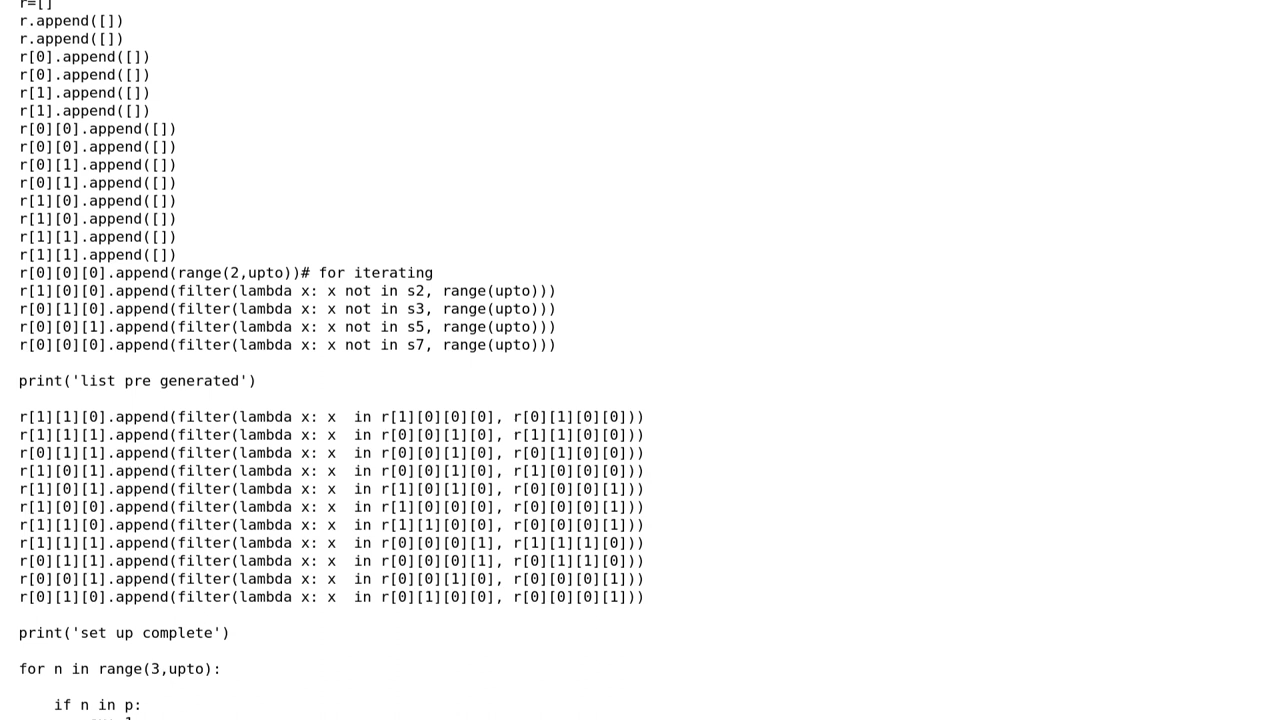 r=[]
r.append([])
r.append([])
r[0].append([])
r[0].append([])
r[1].append([])
r[1].append([])
r[0][0].append([])
r[0][0].append([])
r[0][1].append([])
r[0][1].append([])
r[1][0].append([])
r[1][0].append([])
r[1][1].append([])
r[1][1].append([])
r[0][0][0].append(range(2,upto))# for iterating
r[1][0][0].append(filter(lambda x: x not in s2, range(upto)))
r[0][1][0].append(filter(lambda x: x not in s3, range(upto)))
r[0][0][1].append(filter(lambda x: x not in s5, range(upto)))
r[0][0][0].append(filter(lambda x: x not in s7, range(upto)))

print('list pre generated')

r[1][1][0].append(filter(lambda x: x  in r[1][0][0][0], r[0][1][0][0]))
r[1][1][1].append(filter(lambda x: x  in r[0][0][1][0], r[1][1][0][0]))
r[0][1][1].append(filter(lambda x: x  in r[0][0][1][0], r[0][1][0][0]))
r[1][0][1].append(filter(lambda x: x  in r[0][0][1][0], r[1][0][0][0]))
r[1][0][1].append(filter(lambda x: x  in r[1][0][1][0], r[0][0][0][1]))
r[1][0][0].append(filter(lambda x: x  in r[1][0][0][0], r[0][0][0][1]))
r[1][1][0].append(filter(lambda x: x  in r[1][1][0][0], r[0][0][0][1]))
r[1][1][1].append(filter(lambda x: x  in r[0][0][0][1], r[1][1][1][0]))
r[0][1][1].append(filter(lambda x: x  in r[0][0][0][1], r[0][1][1][0]))
r[0][0][1].append(filter(lambda x: x  in r[0][0][1][0], r[0][0][0][1]))
r[0][1][0].append(filter(lambda x: x  in r[0][1][0][0], r[0][0][0][1]))

print('set up complete')

for n in range(3,upto):

    if n in p: